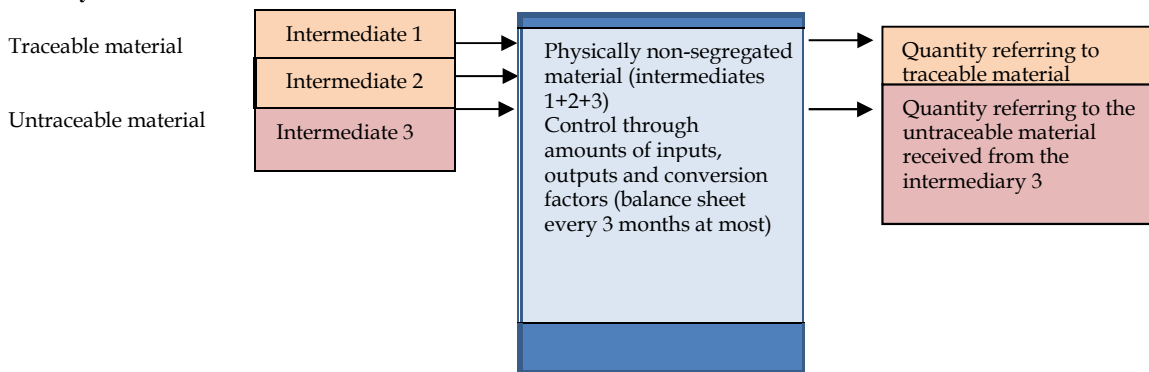 Traceable material
Untraceable material
Intermediate 1
Intermediate 2
Intermediate 3
Physically non-segregated
material (intermediates
1+2+3)
Control through
amounts of inputs,
outputs and conversion
factors (balance sheet
every 3 months at most)
Quantity referring to
traceable material
Quantity referring to the
untraceable material
received from the
intermediary 3